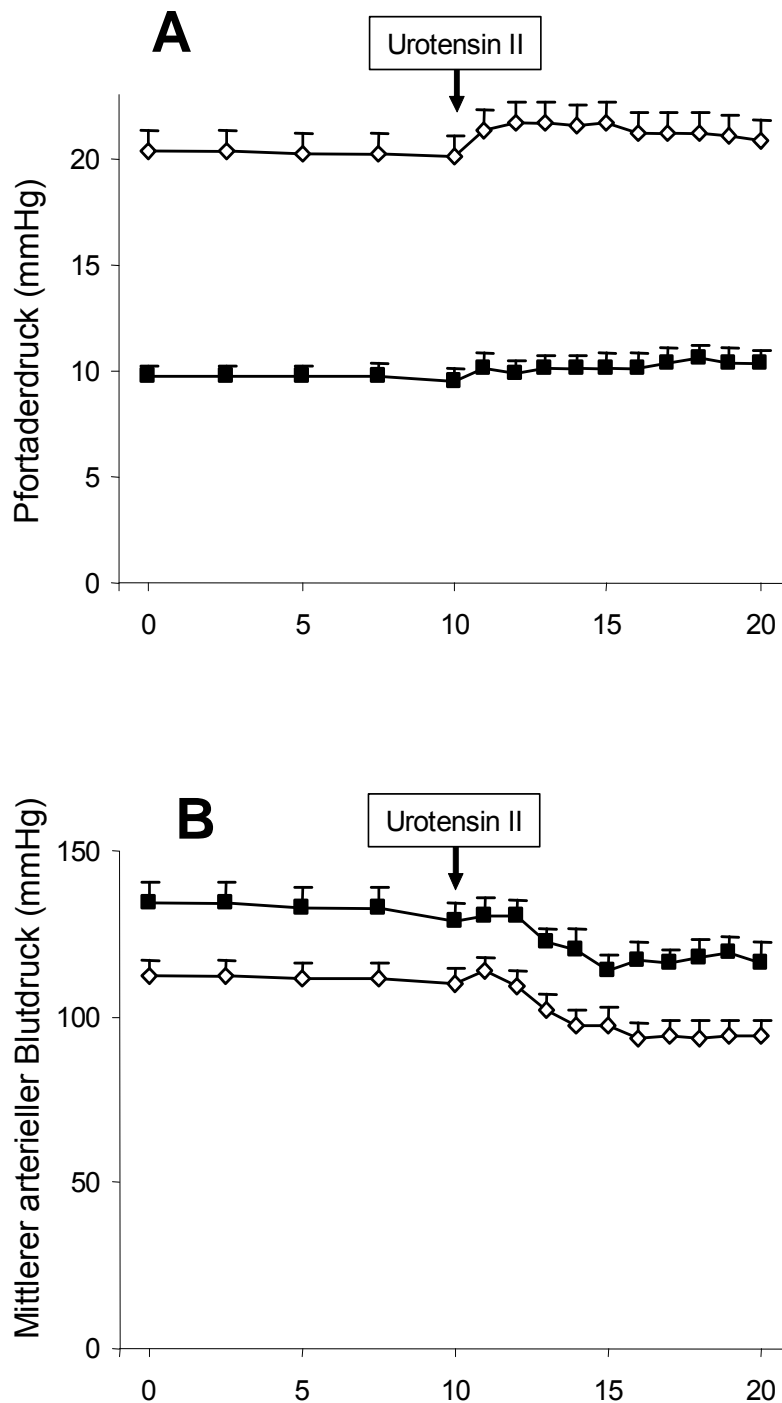 A
Urotensin II
Pfortaderdruck (mmHg)
20
15
10
5
0
0 5 10 15 20
B
Urotensin II
Mittlerer arterieller Blutdruck (mmHg)
150
100
50
0
0 5 10 15 20